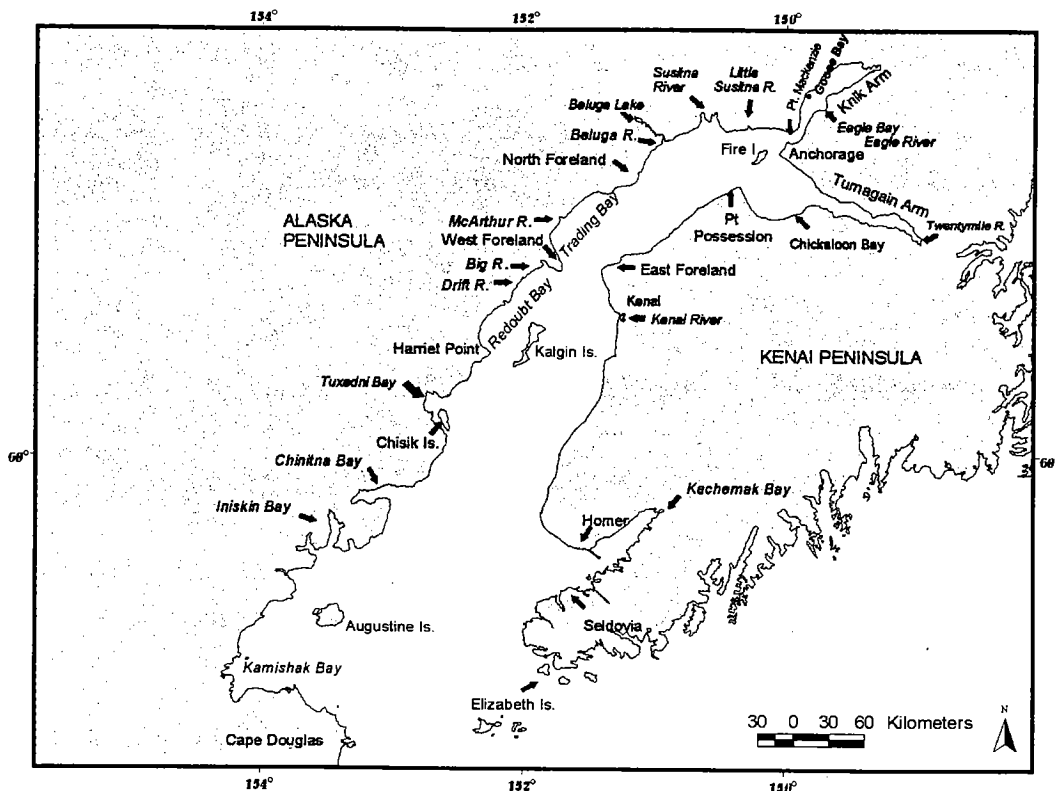 154°
152°
150°
Susitna
River
Little
Susitna R.
Pt. Mackenzie
Goose Bay
Knik Arm
Beluga Lake
Beluga R.
Eagle Bay
Eagle River
North Foreland
Fire I.
Anchorage
Turnagain Arm
ALASKA
PENINSULA
McArthur R.
West Foreland
Trading Bay
Pt
Possession
Chickaloon Bay
Twentymile R.
Big R.
East Foreland
Drift R.
Redoubt Bay
Kenai
Kenai River
Harriet Point
Kalgin Is.
KENAI PENINSULA
Tuxedni Bay
Chisik Is.
60°
60
Chinitna Bay
Kachemak Bay
Iniskin Bay
Homer
Augustine Is.
Seldovia
Kamishak Bay
Elizabeth Is.
Cape Douglas
30 0 30 60 Kilometers
N
154°
152°
150°